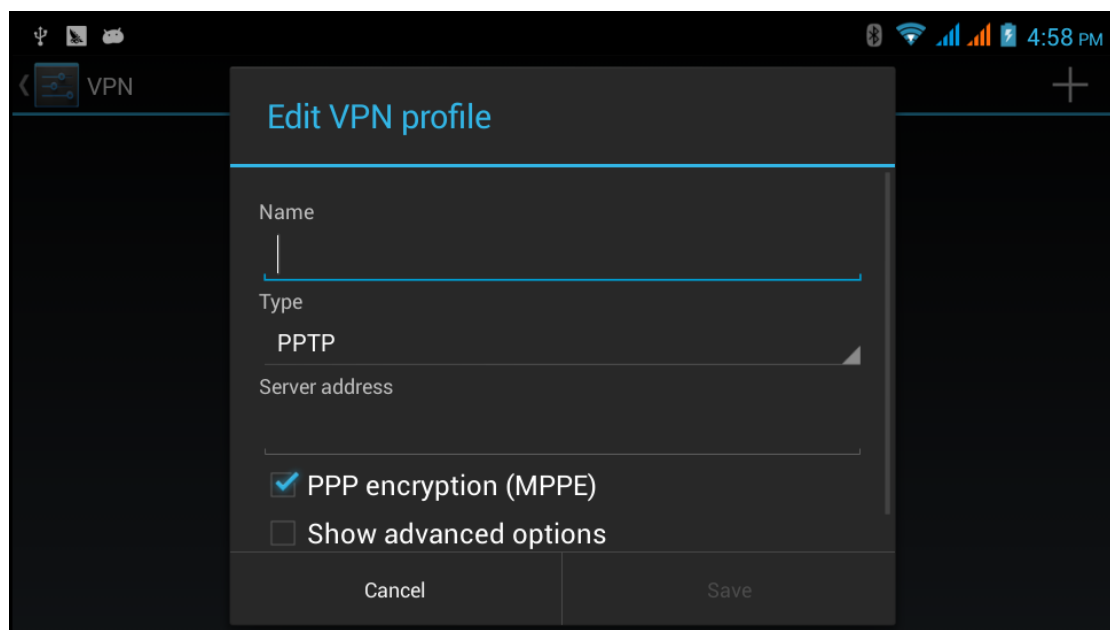 4:58 PM
VPN
Edit VPN profile
Name
Type
PPTP
Server address
PPP encryption (MPPE)
Show advanced options
Cancel
Save